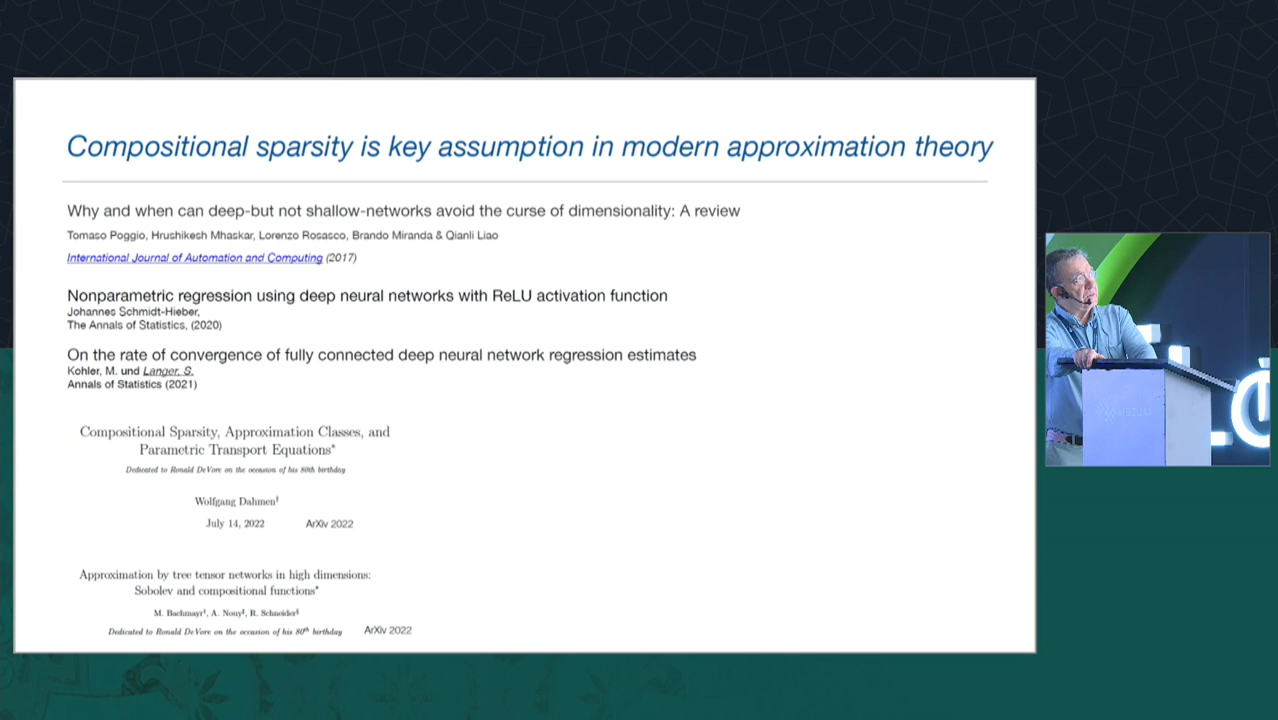 Compositional sparsity is key assumption in modern approximation theory
Why and when can deep-but not shallow-networks avoid the curse of dimensionality: A review
Tomaso Poggio, Hrushikesh Mhaskar, Lorenzo Rosasco, Brando Miranda & Qianli Liao
International Journal of Automation and Computing (2017)
Nonparametric regression using deep neural networks with ReLU activation function
Johannes Schmidt-Hieber,
The Annals of Statistics, (2020)
On the rate of convergence of fully connected deep neural network regression estimates
Kohler, M. und Langer, S.
Annals of Statistics (2021)
Compositional Sparsity, Approximation Classes, and
Parametric Transport Equations*
Dedicated to Ronald DeVore on the occasion of his 80th birthday
Wolfgang Dahmen†
July 14, 2022 ArXiv 2022
Approximation by tree tensor networks in high dimensions:
Sobolev and compositional functions*
M. Bachmayr†, A. Nouy‡, R. Schneider§
Dedicated to Ronald DeVore on the occasion of his 80th birthday ArXiv 2022
MBZUAI